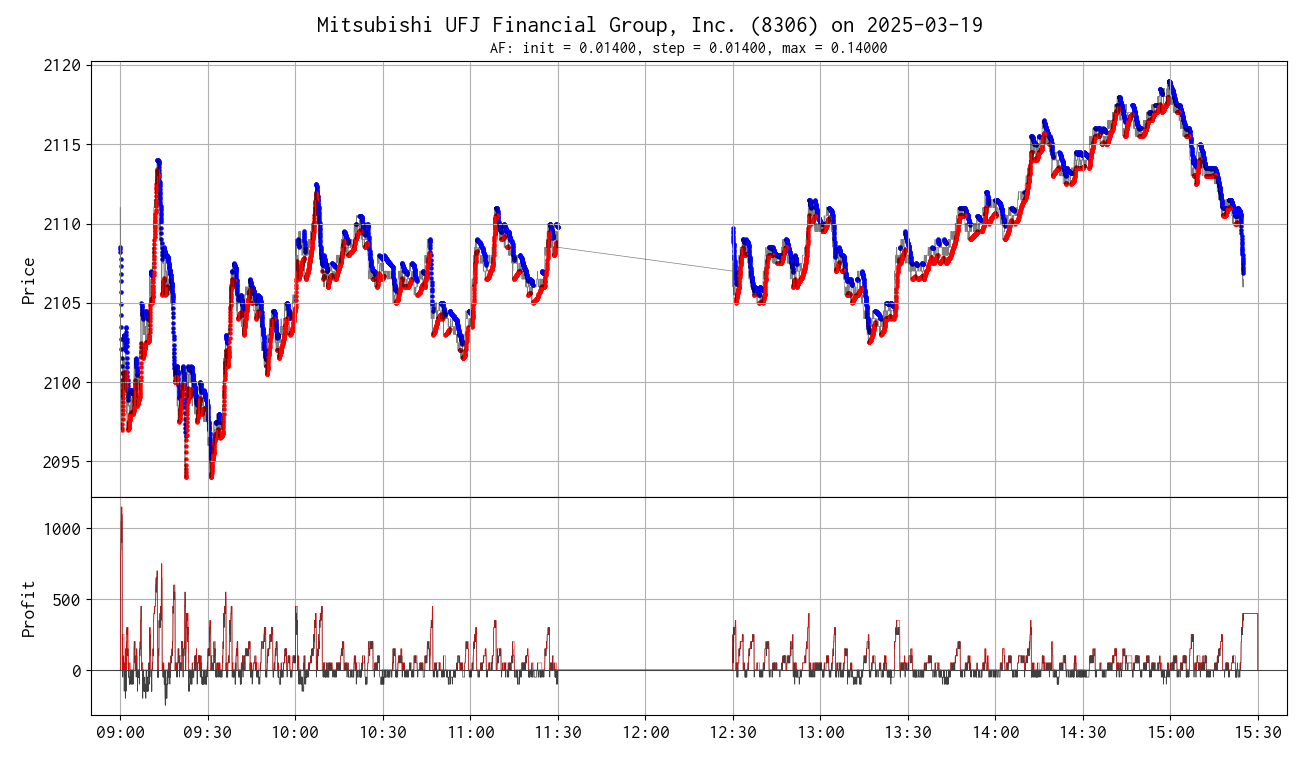 Mitsubishi UFJ Financial Group, Inc. (8306) on 2025-03-19
AF: init = 0.01400, step = 0.01400, max = 0.14000
Price
2120
2115
2110
2105
2100
2095
Profit
1000
500
0
09:00 09:30 10:00 10:30 11:00 11:30 12:00 12:30 13:00 13:30 14:00 14:30 15:00 15:30